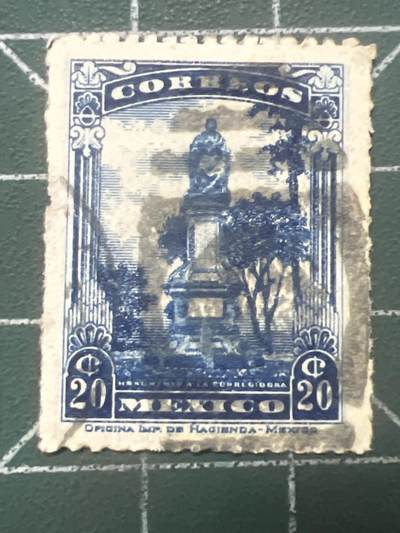 CORREOS
MONUMENTO A LA CORREGIDORA
¢ 20 MEXICO ¢ 20
OFICINA IMP. DE HACIENDA-MEXICO